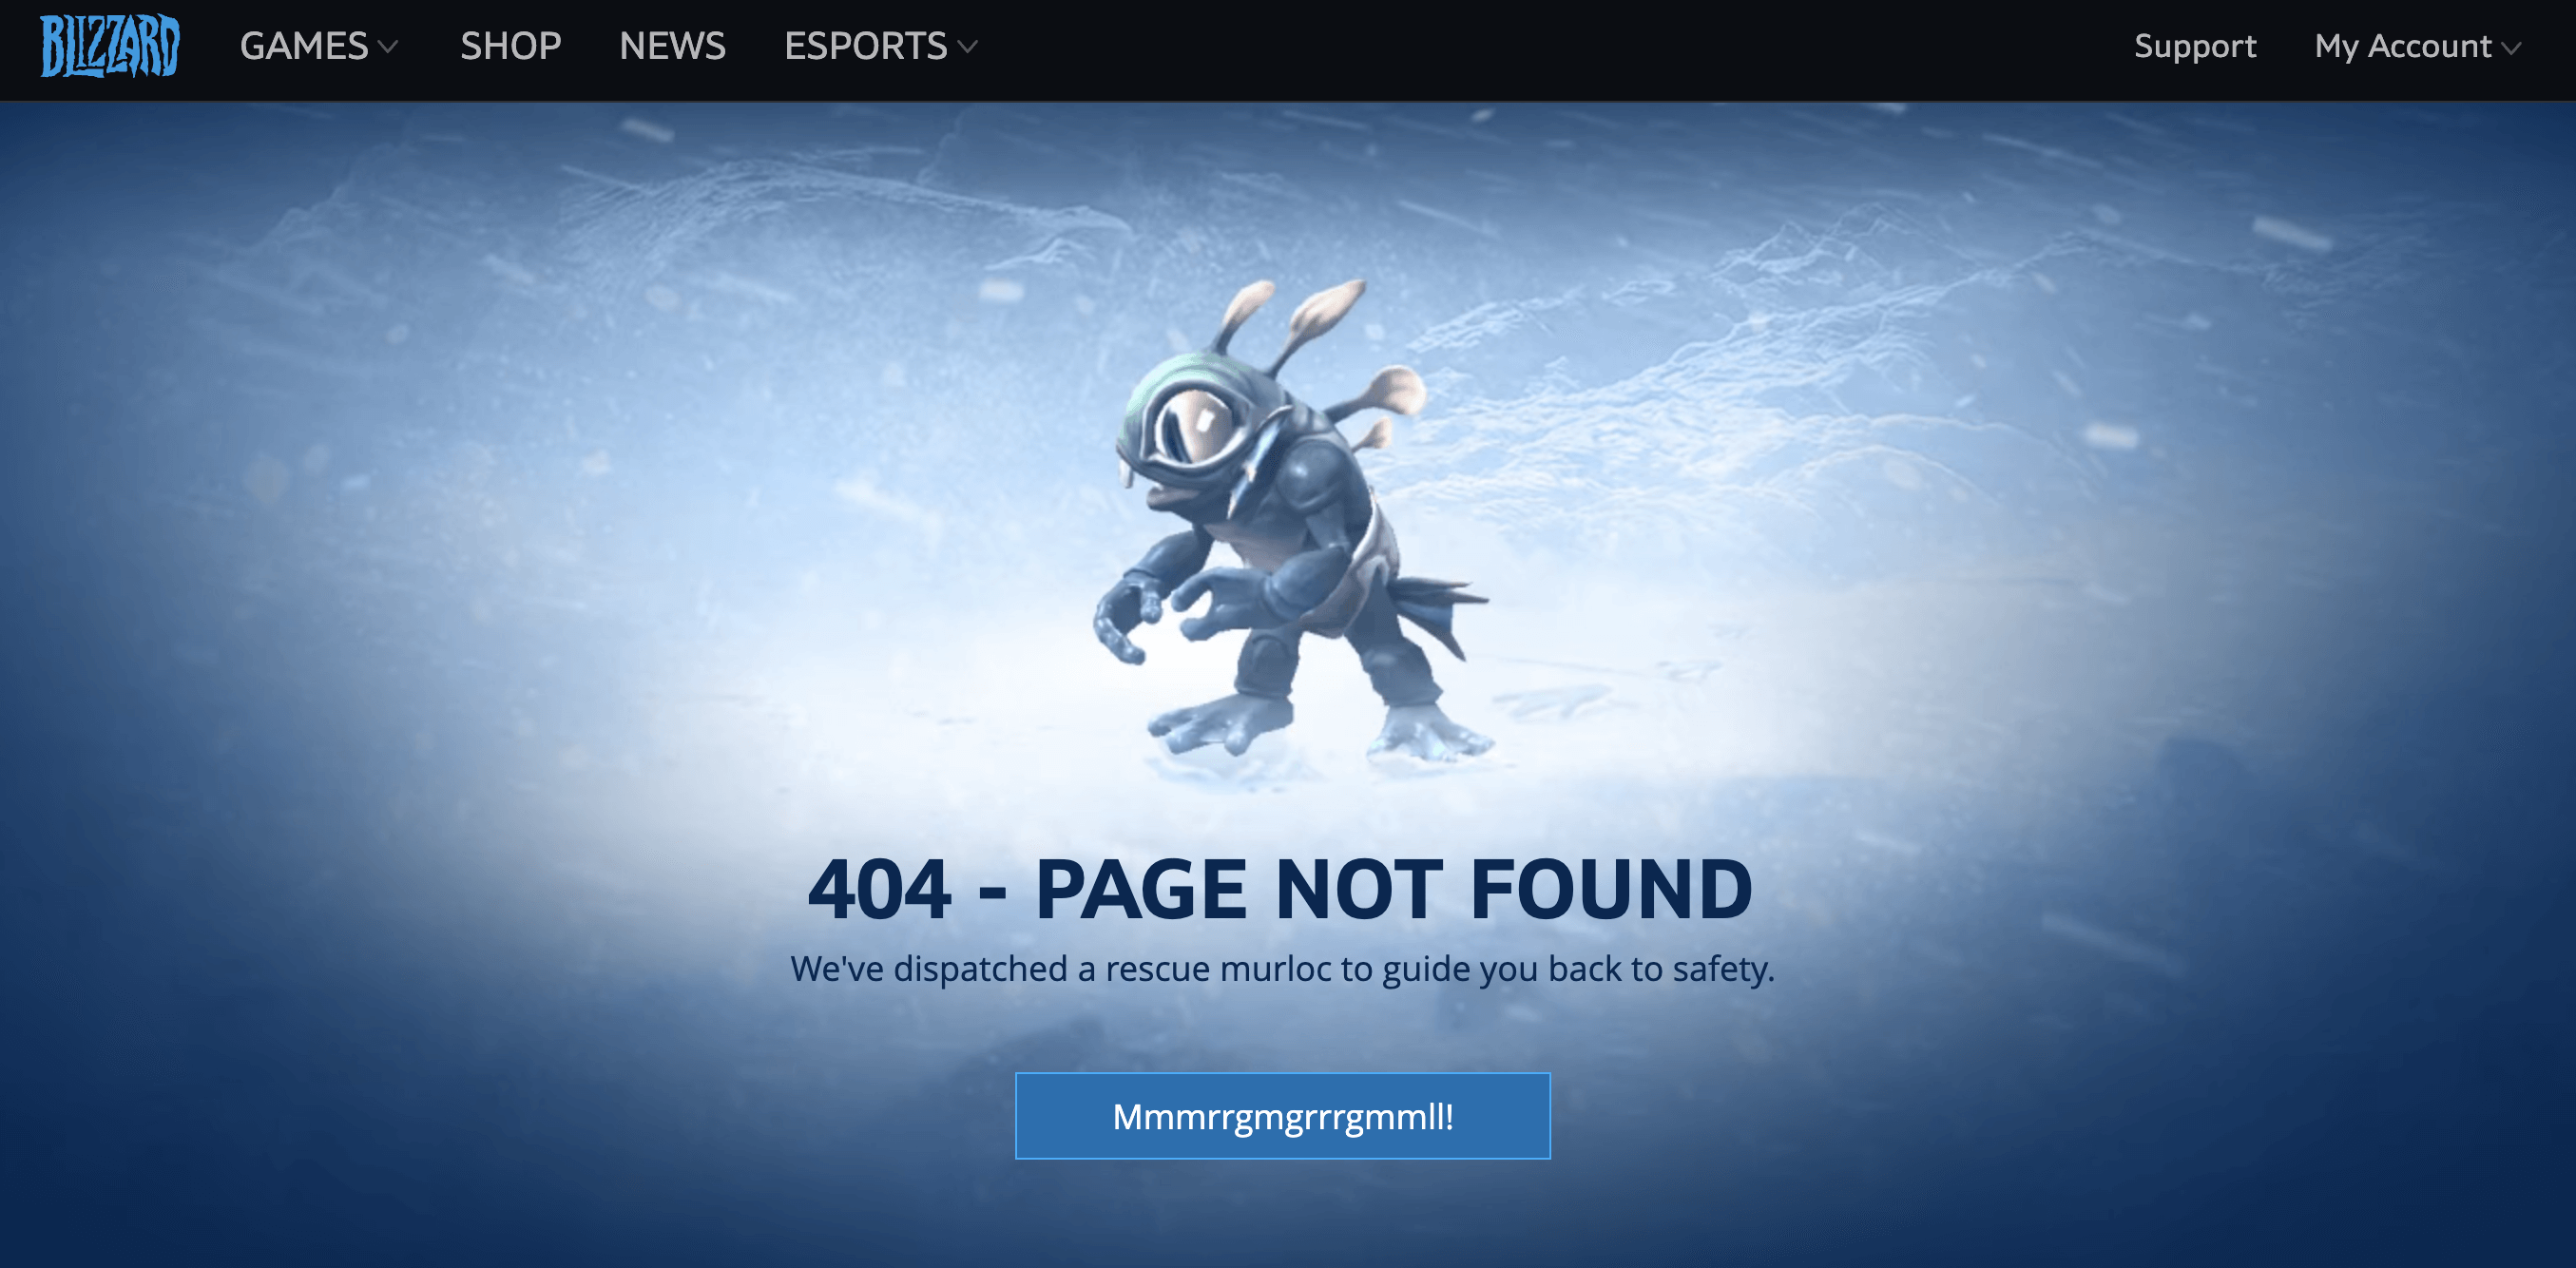 BLIZZARD GAMES SHOP NEWS ESPORTS Support My Account
404 - PAGE NOT FOUND
We've dispatched a rescue murloc to guide you back to safety.
Mmmrrgmgrrrgmmll!